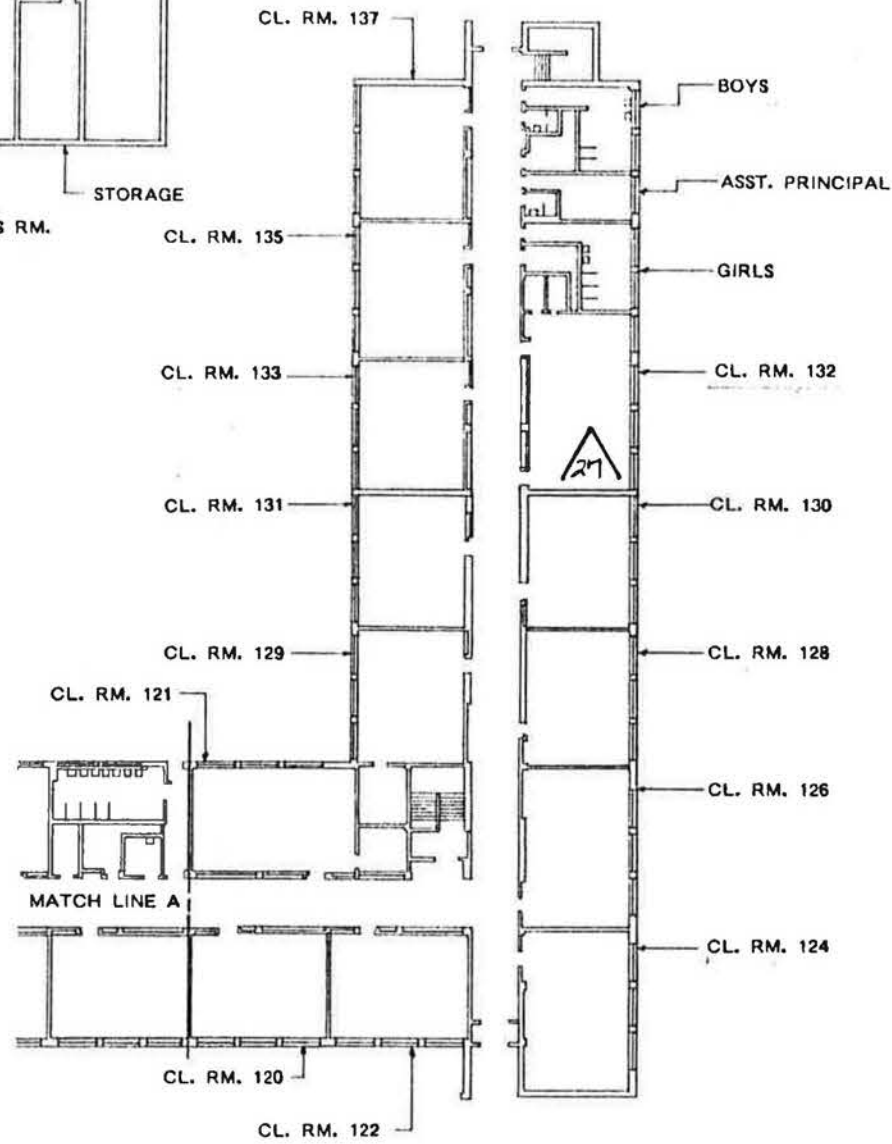 CL. RM. 137
BOYS
STORAGE
ASST. PRINCIPAL
S RM.
CL. RM. 135
GIRLS
CL. RM. 133
CL. RM. 132
27
CL. RM. 131
CL. RM. 130
CL. RM. 129
CL. RM. 128
CL. RM. 121
CL. RM. 126
MATCH LINE A
CL. RM. 124
CL. RM. 120
CL. RM. 122